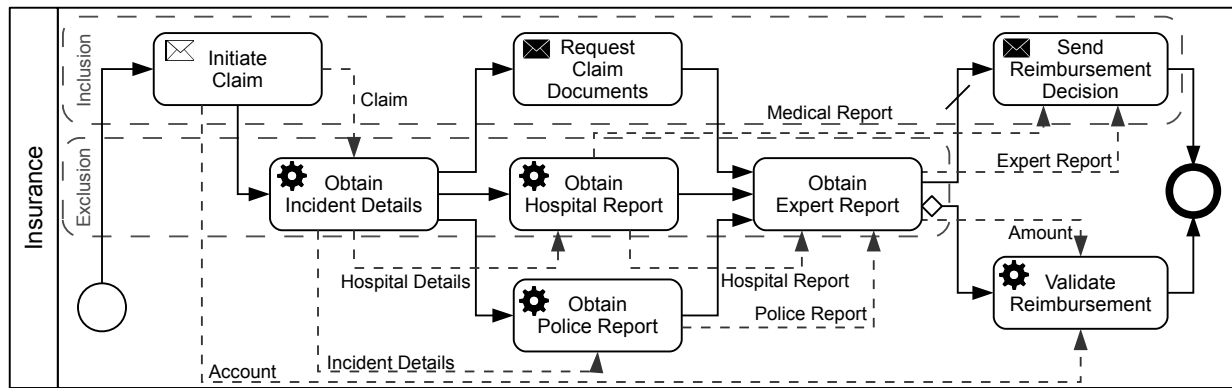 Insurance
Inclusion
Exclusion
Initiate
Claim
Claim
Request
Claim
Documents
Send
Reimbursement
Decision
Medical Report
Obtain
Incident Details
Obtain
Hospital Report
Obtain
Expert Report
Expert Report
Amount
Hospital Details
Hospital Report
Obtain
Police Report
Police Report
Validate
Reimbursement
Incident Details
Account